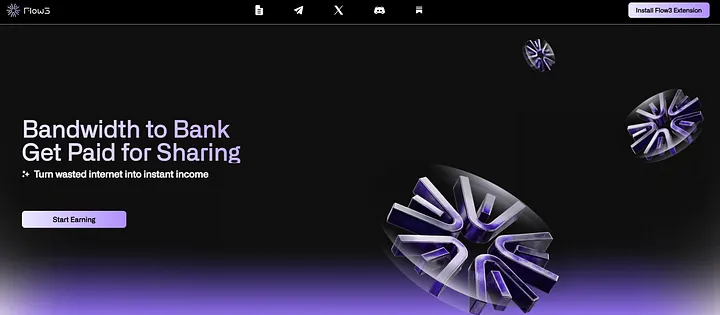 Flow3
Install Flow3 Extension
Bandwidth to Bank
Get Paid for Sharing
Turn wasted internet into instant income
Start Earning